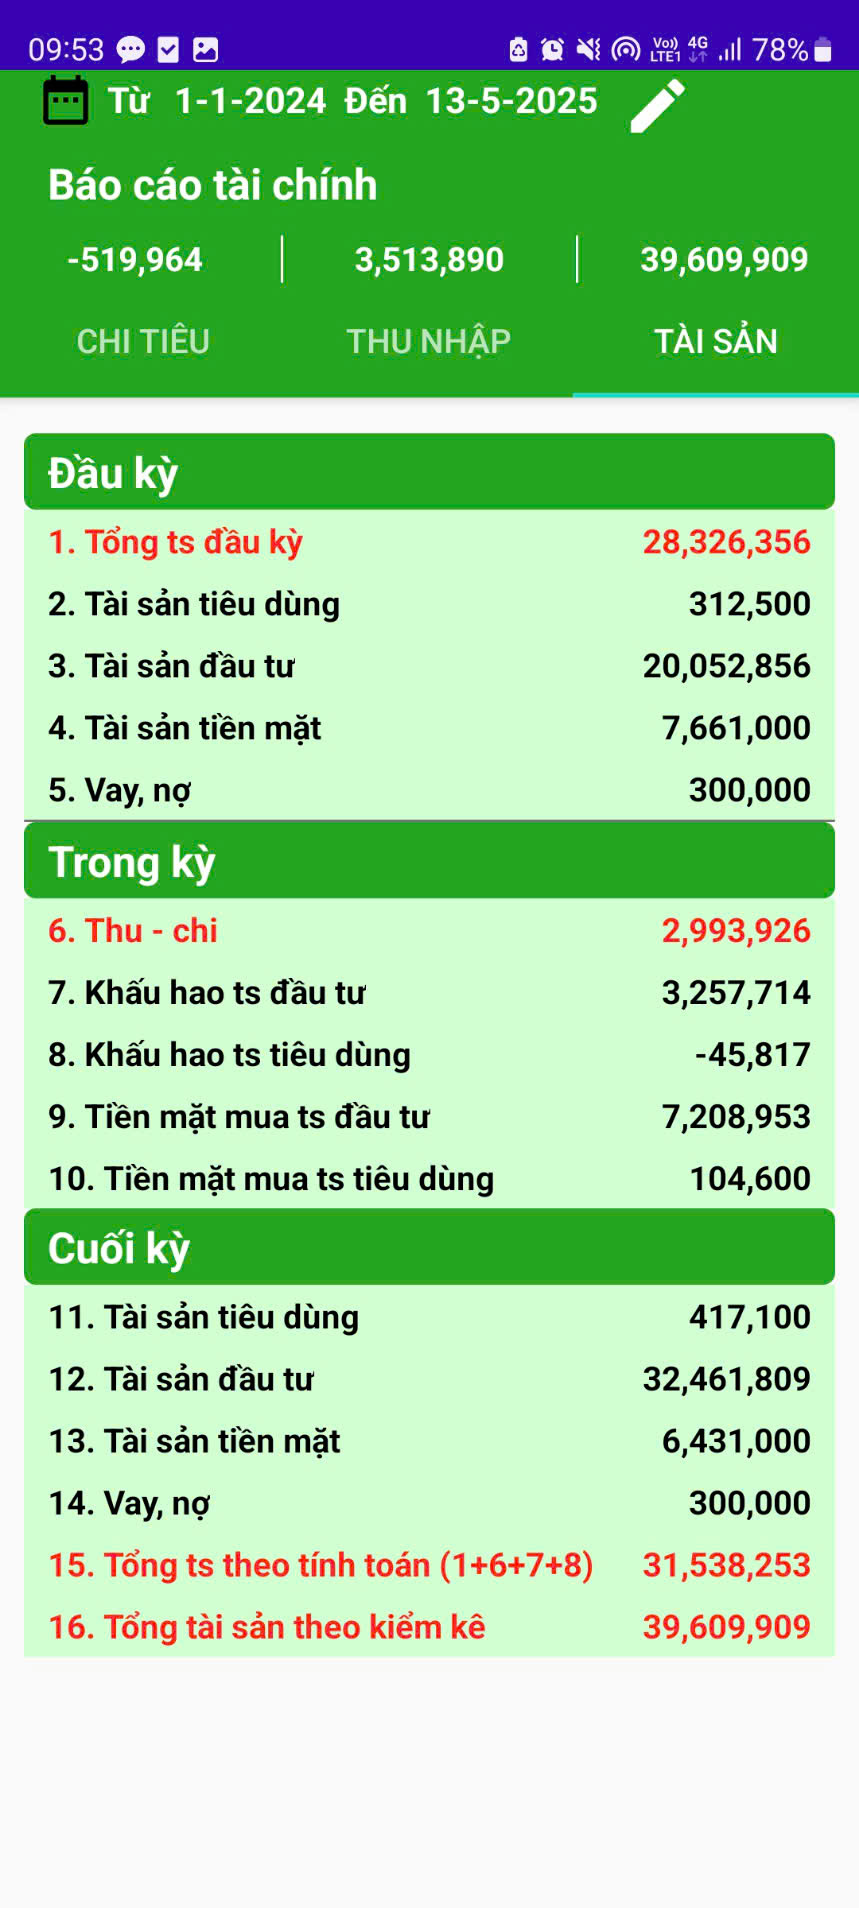 09:53 Vo)) LTE1 4G 78%
Từ 1-1-2024 Đến 13-5-2025
Báo cáo tài chính
-519,964 3,513,890 39,609,909
CHI TIÊU THU NHẬP TÀI SẢN
Đầu kỳ
1. Tổng ts đầu kỳ 28,326,356
2. Tài sản tiêu dùng 312,500
3. Tài sản đầu tư 20,052,856
4. Tài sản tiền mặt 7,661,000
5. Vay, nợ 300,000
Trong kỳ
6. Thu - chi 2,993,926
7. Khấu hao ts đầu tư 3,257,714
8. Khấu hao ts tiêu dùng -45,817
9. Tiền mặt mua ts đầu tư 7,208,953
10. Tiền mặt mua ts tiêu dùng 104,600
Cuối kỳ
11. Tài sản tiêu dùng 417,100
12. Tài sản đầu tư 32,461,809
13. Tài sản tiền mặt 6,431,000
14. Vay, nợ 300,000
15. Tổng ts theo tính toán (1+6+7+8) 31,538,253
16. Tổng tài sản theo kiểm kê 39,609,909